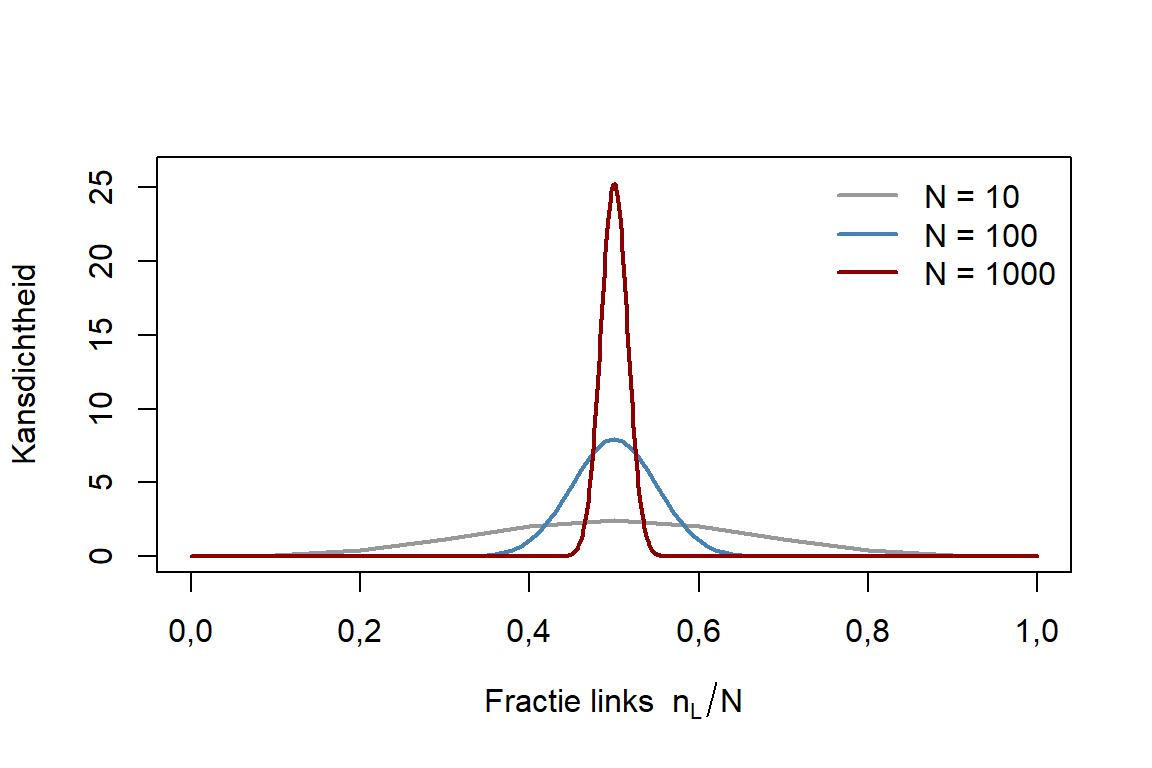 25
20
15
10
5
0
Kansdichtheid
N = 10
N = 100
N = 1000
0,0 0,2 0,4 0,6 0,8 1,0
Fractie links n_L/N